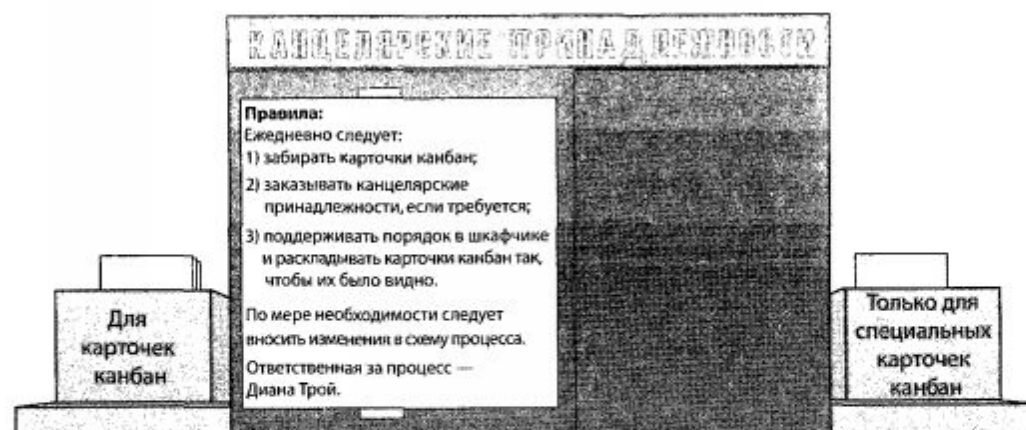 КАНЦЕЛЯРСКИЕ ПРИНАДЛЕЖНОСТИ
Правила:
Ежедневно следует:
1) забирать карточки канбан;
2) заказывать канцелярские
принадлежности, если требуется;
3) поддерживать порядок в шкафчике
и раскладывать карточки канбан так,
чтобы их было видно.
По мере необходимости следует
вносить изменения в схему процесса.
Ответственная за процесс —
Диана Трой.
Для
карточек
канбан
Только для
специальных
карточек
канбан